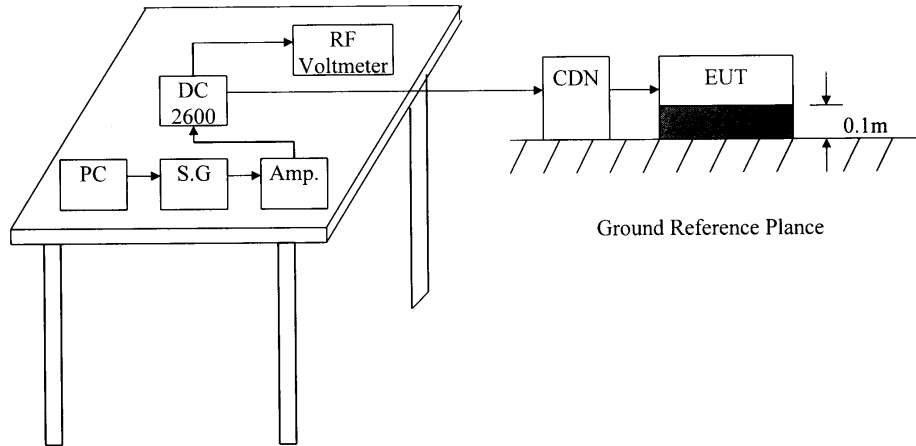 RF
Voltmeter
DC
2600
PC
S.G
Amp.
CDN
EUT
0.1m
Ground Reference Plance